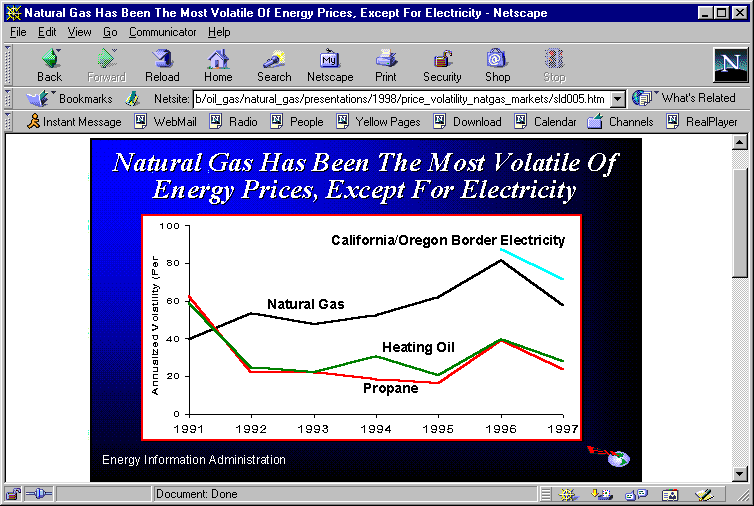 Natural Gas Has Been The Most Volatile Of Energy Prices, Except For Electricity - Netscape
File Edit View Go Communicator Help
Back Forward Reload Home Search Netscape Print Security Shop Stop
Bookmarks Netsite: b/oil_gas/natural_gas/presentations/1998/price_volatility_natgas_markets/sld005.htm What's Related
Instant Message WebMail Radio People Yellow Pages Download Calendar Channels RealPlayer
Natural Gas Has Been The Most Volatile Of
Energy Prices, Except For Electricity
Annualized Volatility (Per
100
80
60
40
20
0
California/Oregon Border Electricity
Natural Gas
Heating Oil
Propane
1991 1992 1993 1994 1995 1996 1997
Energy Information Administration
Document: Done